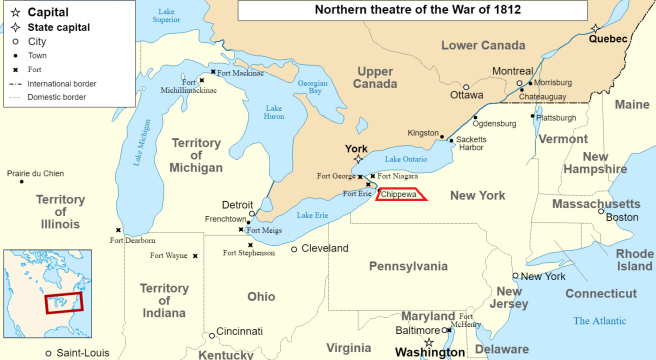 Northern theatre of the War of 1812
Capital
State capital
City
Town
Fort
International border
Domestic border
Lake
Superior
Lower Canada
Quebec
Upper
Canada
Montreal
Morrisburg
Chateauguay
Ottawa
Fort Mackinac
Fort
Michillimackinac
Georgian
Bay
Lake
Huron
Lake Michigan
Maine
Kingston
Ogdensburg
Plattsburgh
Sacketts
Harbor
Vermont
New
Hampshire
York
Lake Ontario
Territory
of
Michigan
Prairie du Chien
Fort George
Fort Niagara
Fort Erie
Chippewa
New York
Massachusetts
Boston
Territory
of
Illinois
Detroit
Frenchtown
Lake Erie
Fort Dearborn
Fort Meigs
Fort Wayne
Fort Stephenson
Cleveland
Rhode
Island
Connecticut
Pennsylvania
New York
New
Jersey
Territory
of
Indiana
Ohio
The Atlantic
Maryland
Fort
McHenry
Baltimore
Cincinnati
Saint-Louis
Kentucky
Virginia
Washington
Delaware